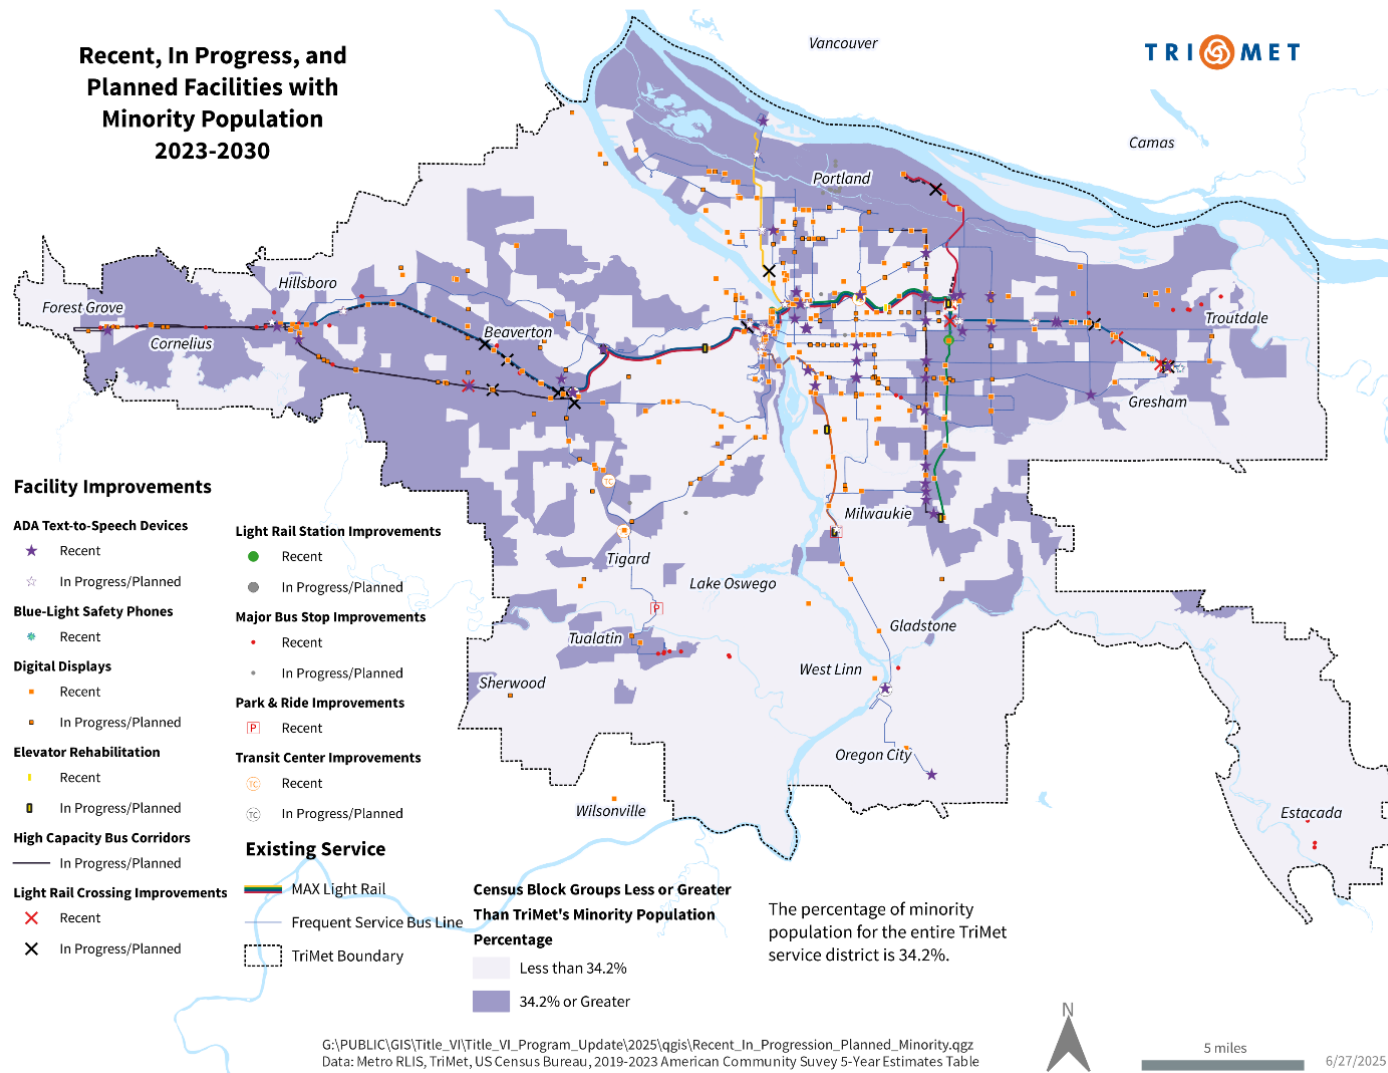 Recent, In Progress, and
Planned Facilities with
Minority Population
2023-2030
TRI MET
Vancouver
Camas
Portland
Hillsboro
Forest Grove
Cornelius
Beaverton
Troutdale
Gresham
Milwaukie
Tigard
Lake Oswego
Gladstone
Tualatin
West Linn
Sherwood
Oregon City
Wilsonville
Estacada
TC
P
Facility Improvements
ADA Text-to-Speech Devices
Recent
In Progress/Planned
Blue-Light Safety Phones
Recent
Digital Displays
Recent
In Progress/Planned
Elevator Rehabilitation
Recent
In Progress/Planned
High Capacity Bus Corridors
In Progress/Planned
Light Rail Crossing Improvements
Recent
In Progress/Planned
Light Rail Station Improvements
Recent
In Progress/Planned
Major Bus Stop Improvements
Recent
In Progress/Planned
Park & Ride Improvements
P Recent
Transit Center Improvements
TC Recent
TC In Progress/Planned
Existing Service
MAX Light Rail
Frequent Service Bus Line
TriMet Boundary
Census Block Groups Less or Greater
Than TriMet's Minority Population
Percentage
Less than 34.2%
34.2% or Greater
The percentage of minority
population for the entire TriMet
service district is 34.2%.
N
5 miles
6/27/2025
G:\PUBLIC\GIS\Title_VI\Title_VI_Program_Update\2025\qgis\Recent_In_Progression_Planned_Minority.qgz
Data: Metro RLIS, TriMet, US Census Bureau, 2019-2023 American Community Suvey 5-Year Estimates Table